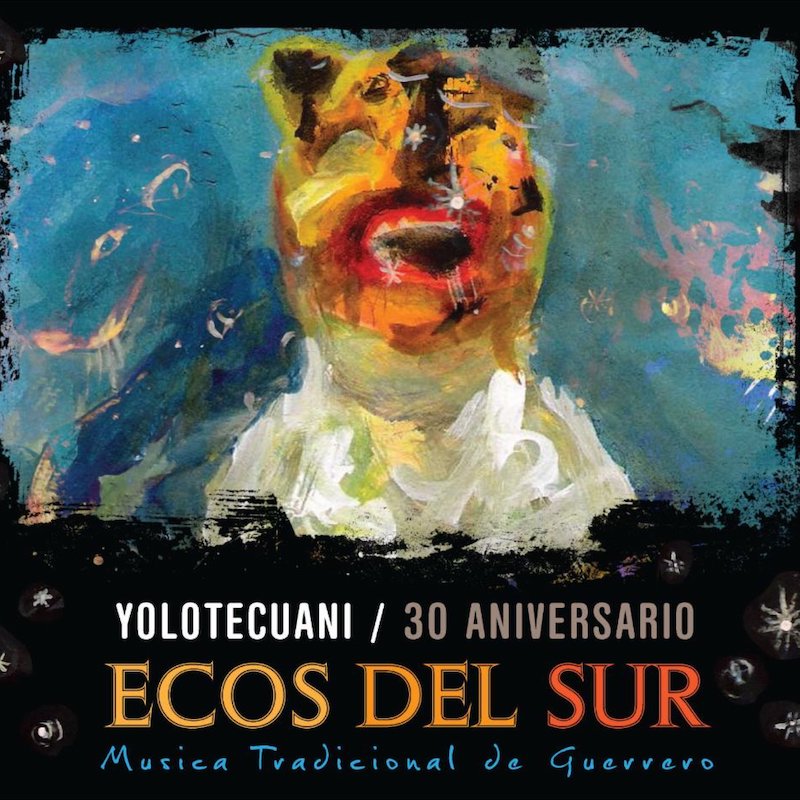 YOLOTECUANI / 30 ANIVERSARIO
ECOS DEL SUR
Musica Tradicional de Guerrero